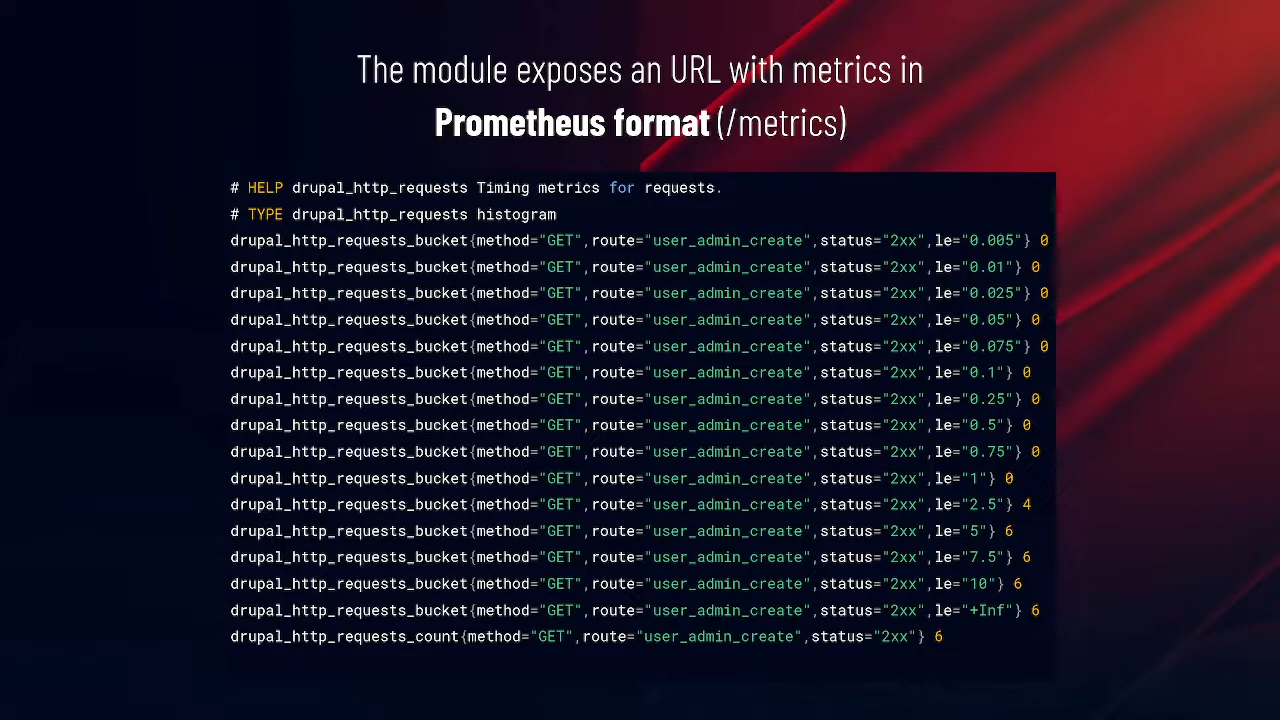 The module exposes an URL with metrics in
Prometheus format (/metrics)
# HELP drupal_http_requests Timing metrics for requests.
# TYPE drupal_http_requests histogram
drupal_http_requests_bucket{method="GET",route="user_admin_create",status="2xx",le="0.005"} 0
drupal_http_requests_bucket{method="GET",route="user_admin_create",status="2xx",le="0.01"} 0
drupal_http_requests_bucket{method="GET",route="user_admin_create",status="2xx",le="0.025"} 0
drupal_http_requests_bucket{method="GET",route="user_admin_create",status="2xx",le="0.05"} 0
drupal_http_requests_bucket{method="GET",route="user_admin_create",status="2xx",le="0.075"} 0
drupal_http_requests_bucket{method="GET",route="user_admin_create",status="2xx",le="0.1"} 0
drupal_http_requests_bucket{method="GET",route="user_admin_create",status="2xx",le="0.25"} 0
drupal_http_requests_bucket{method="GET",route="user_admin_create",status="2xx",le="0.5"} 0
drupal_http_requests_bucket{method="GET",route="user_admin_create",status="2xx",le="0.75"} 0
drupal_http_requests_bucket{method="GET",route="user_admin_create",status="2xx",le="1"} 0
drupal_http_requests_bucket{method="GET",route="user_admin_create",status="2xx",le="2.5"} 4
drupal_http_requests_bucket{method="GET",route="user_admin_create",status="2xx",le="5"} 6
drupal_http_requests_bucket{method="GET",route="user_admin_create",status="2xx",le="7.5"} 6
drupal_http_requests_bucket{method="GET",route="user_admin_create",status="2xx",le="10"} 6
drupal_http_requests_bucket{method="GET",route="user_admin_create",status="2xx",le="+Inf"} 6
drupal_http_requests_count{method="GET",route="user_admin_create",status="2xx"} 6